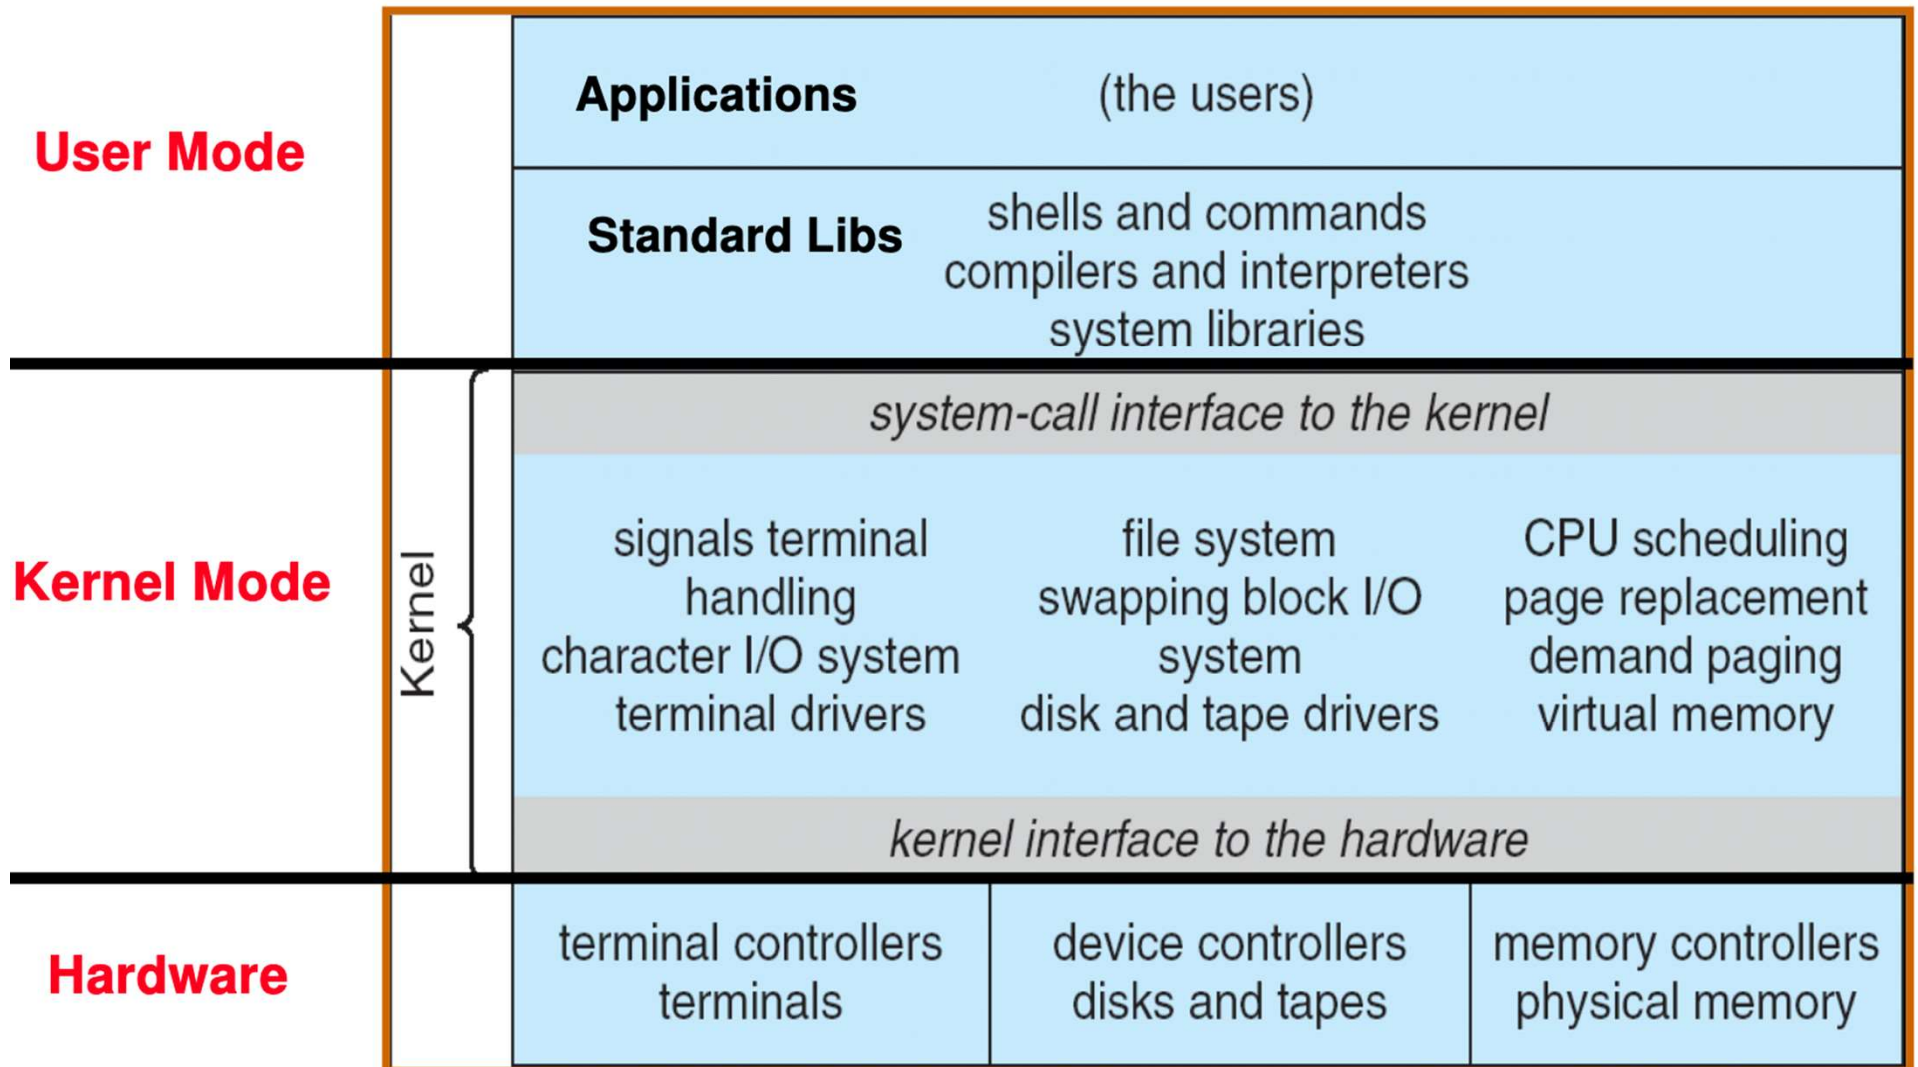 User Mode
Applications (the users)
Standard Libs
shells and commands
compilers and interpreters
system libraries
Kernel Mode
Kernel
system-call interface to the kernel
signals terminal
handling
character I/O system
terminal drivers
file system
swapping block I/O
system
disk and tape drivers
CPU scheduling
page replacement
demand paging
virtual memory
kernel interface to the hardware
Hardware
terminal controllers
terminals
device controllers
disks and tapes
memory controllers
physical memory